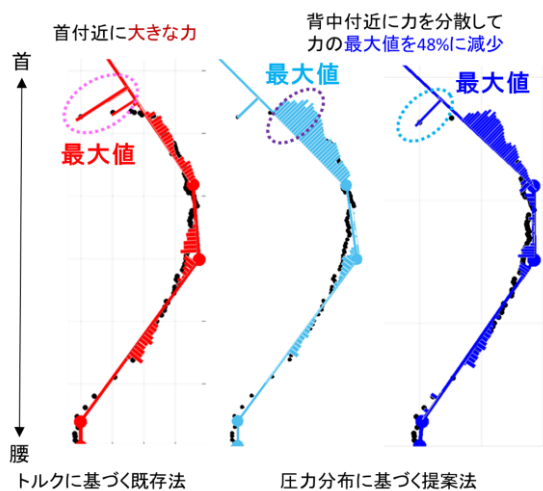 首付近に大きな力
背中付近に力を分散して
力の最大値を48%に減少
首
最大値
最大値
最大値
腰
トルクに基づく既存法
圧力分布に基づく提案法